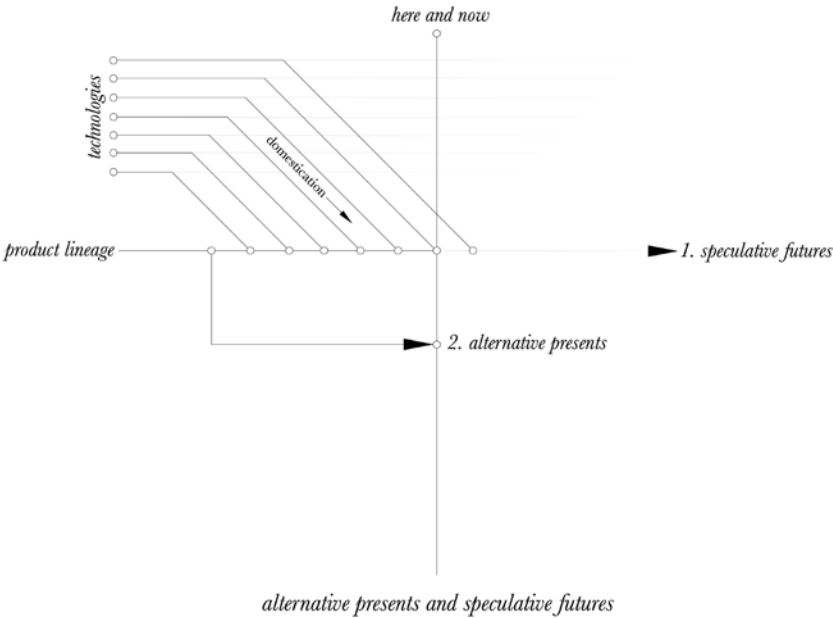 here and now
technologies
domestication
product lineage
1. speculative futures
2. alternative presents
alternative presents and speculative futures